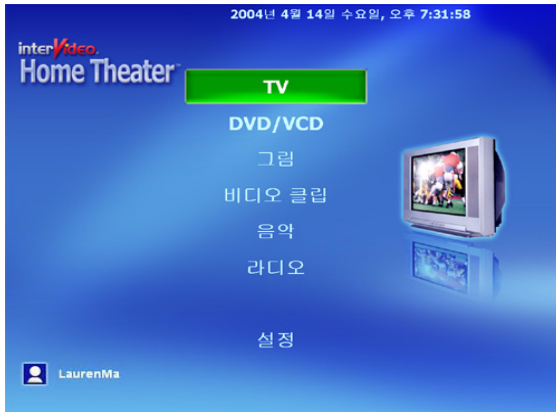 2004년 4월 14일 수요일, 오후 7:31:58
interVideo.
Home Theater™
TV
DVD/VCD
그림
비디오 클립
음악
라디오
설정
LaurenMa